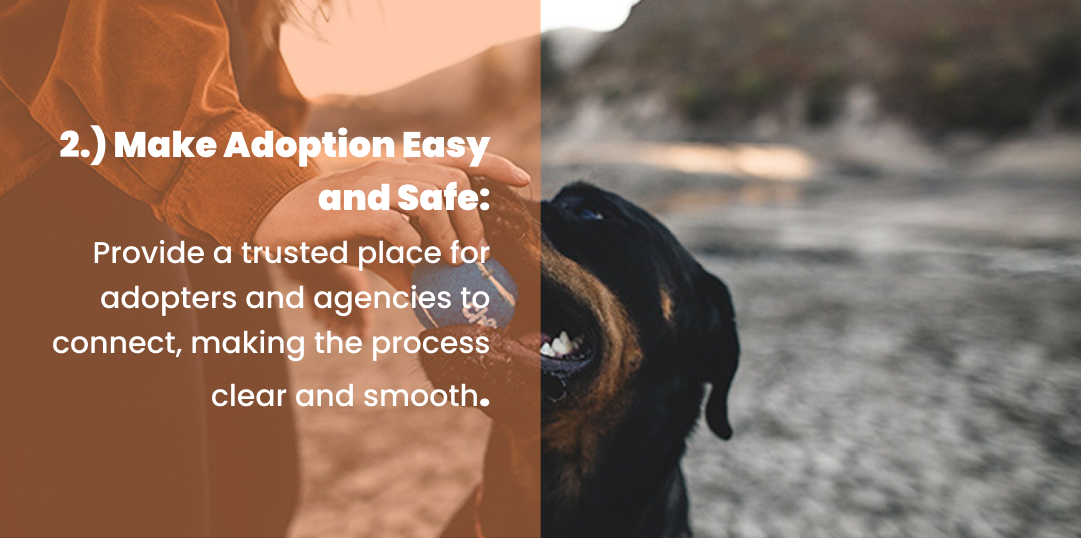 2.) Make Adoption Easy
and Safe:
Provide a trusted place for
adopters and agencies to
connect, making the process
clear and smooth.